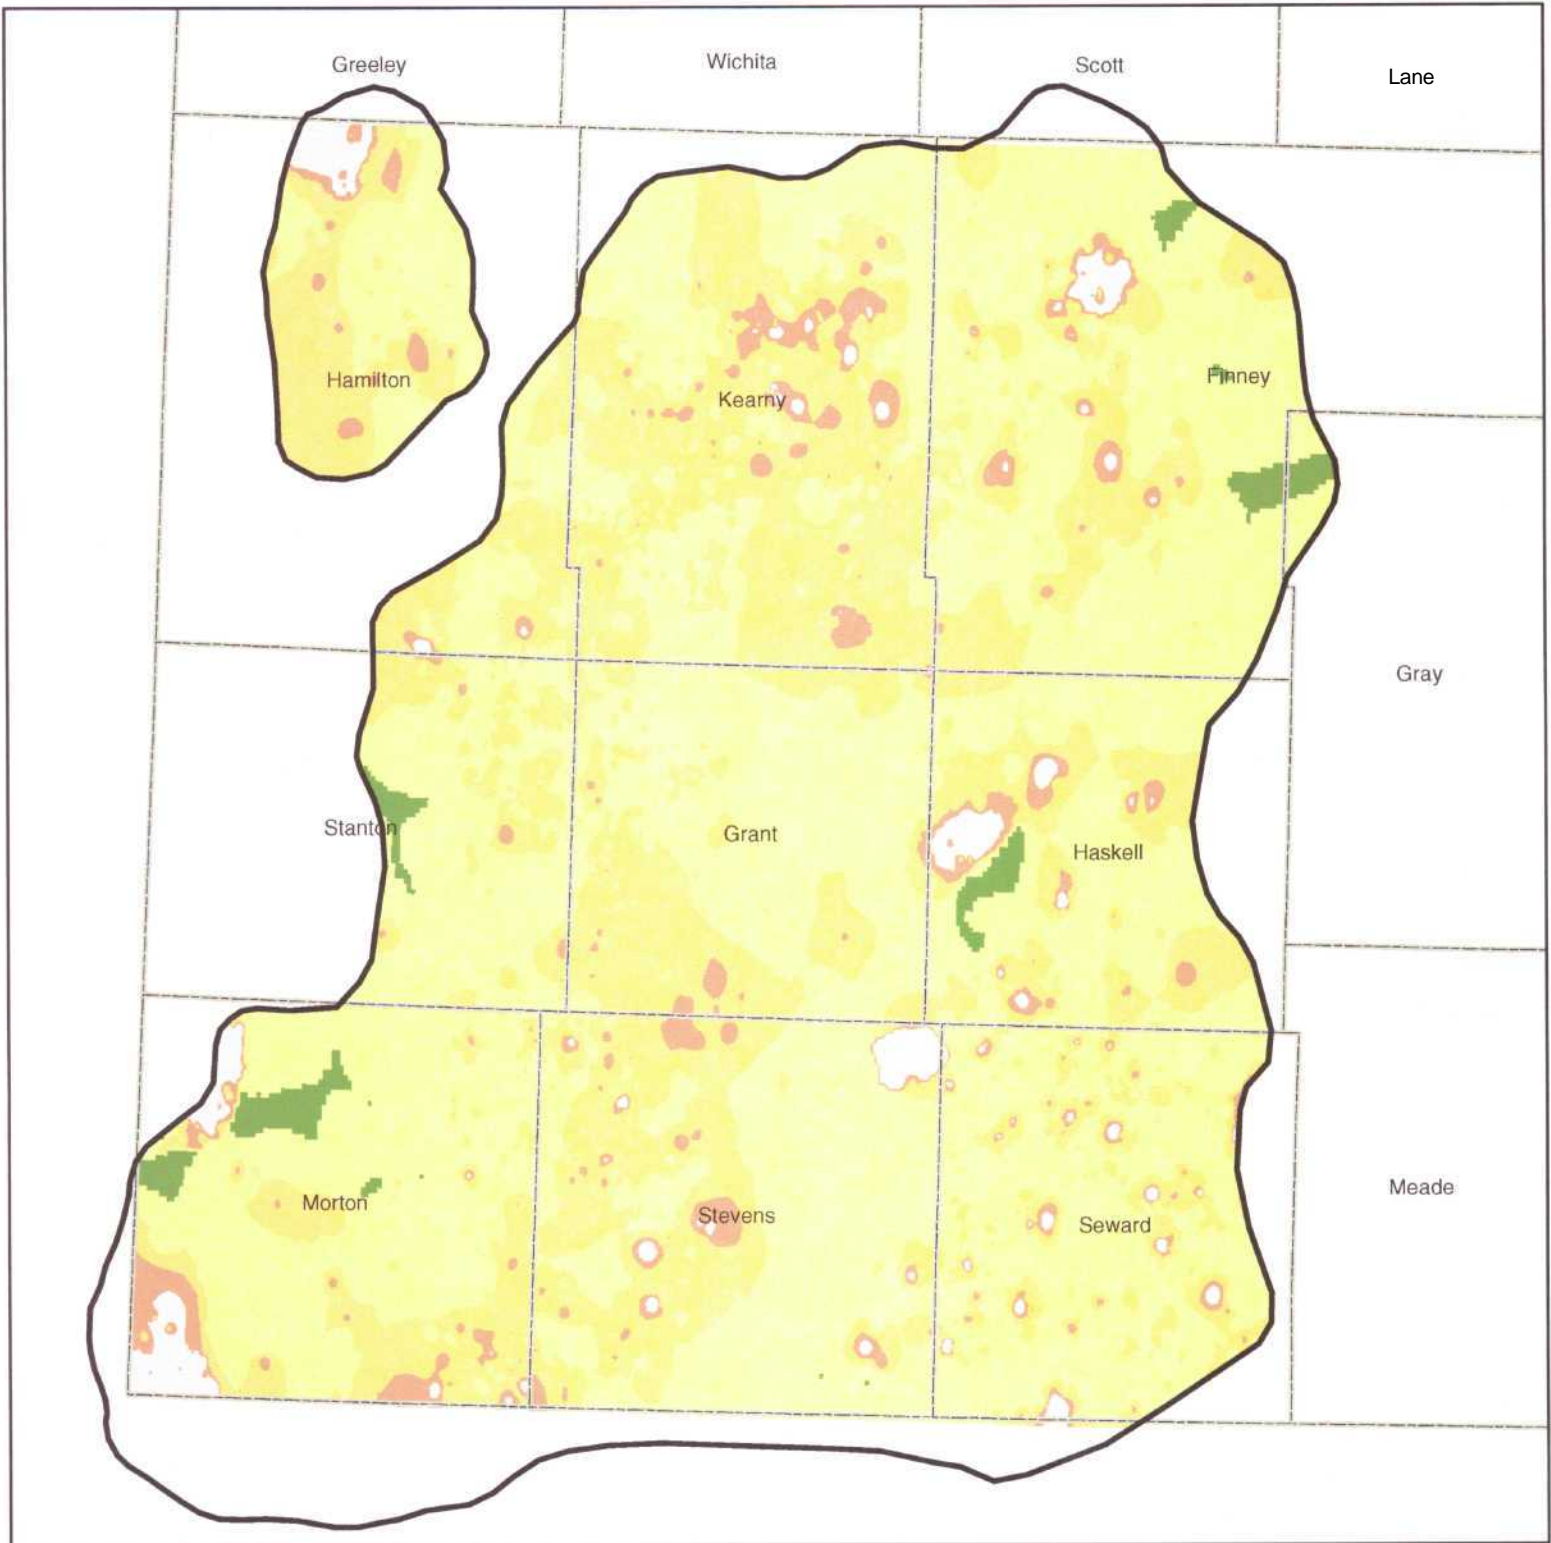 Greeley
Wichita
Scott
Lane
Hamilton
Kearny
Finney
Gray
Stanton
Grant
Haskell
Morton
Stevens
Seward
Meade